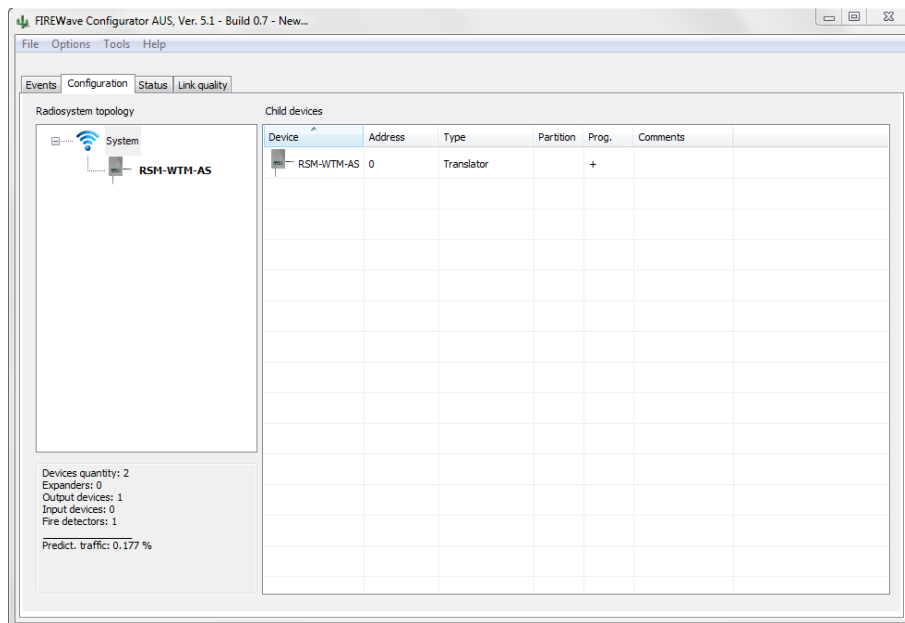 FIREWave Configurator AUS, Ver. 5.1 - Build 0.7 - New...
File Options Tools Help
Events Configuration Status Link quality
Radiosystem topology
System
RSM-WTM-AS
Child devices
Device Address Type Partition Prog. Comments
RSM-WTM-AS 0 Translator +
Devices quantity: 2
Expanders: 0
Output devices: 1
Input devices: 0
Fire detectors: 1
Predict. traffic: 0.177 %